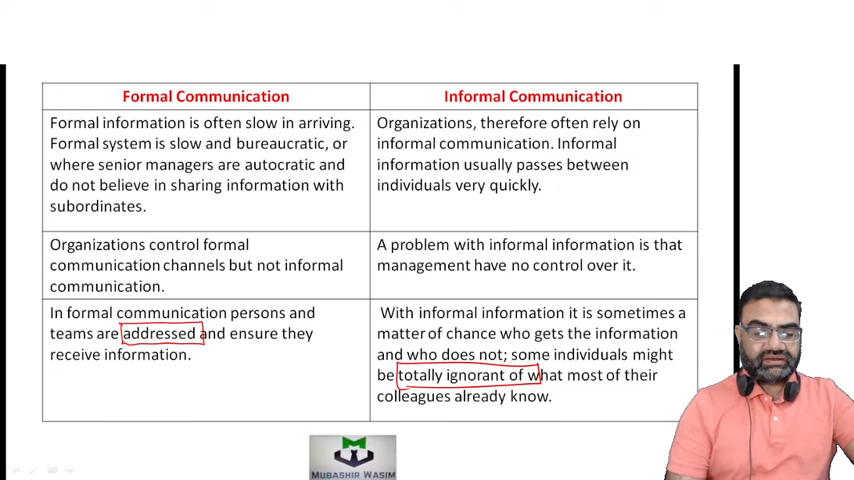 Formal Communication
Informal Communication
Formal information is often slow in arriving.
Formal system is slow and bureaucratic, or
where senior managers are autocratic and
do not believe in sharing information with
subordinates.
Organizations, therefore often rely on
informal communication. Informal
information usually passes between
individuals very quickly.
Organizations control formal
communication channels but not informal
communication.
A problem with informal information is that
management have no control over it.
In formal communication persons and
teams are addressed and ensure they
receive information.
With informal information it is sometimes a
matter of chance who gets the information
and who does not; some individuals might
be totally ignorant of what most of their
colleagues already know.
MUBASHIR WASIM